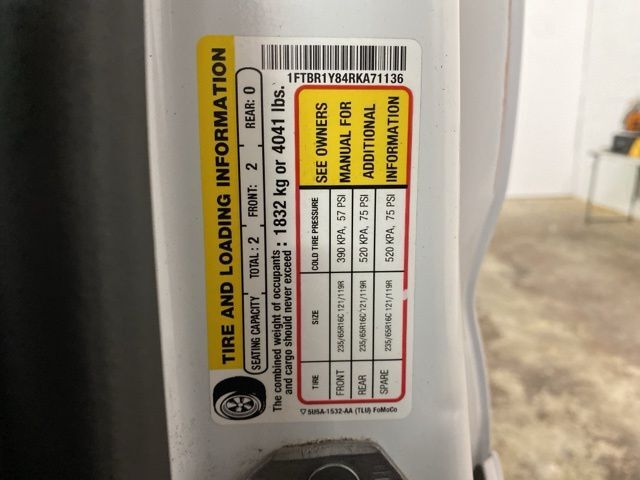 1FTBR1Y84RKA71136
TIRE AND LOADING INFORMATION
SEATING CAPACITY TOTAL: 2 FRONT: 2 REAR: 0
The combined weight of occupants and cargo should never exceed : 1832 kg or 4041 lbs.
TIRE SIZE COLD TIRE PRESSURE SEE OWNERS
FRONT 235/65R16C 121/119R 390 KPA, 57 PSI MANUAL FOR
REAR 235/65R16C 121/119R 520 KPA, 75 PSI ADDITIONAL
SPARE 235/65R16C 121/119R 520 KPA, 75 PSI INFORMATION
5U5A-1532-AA (TLU) FoMoCo